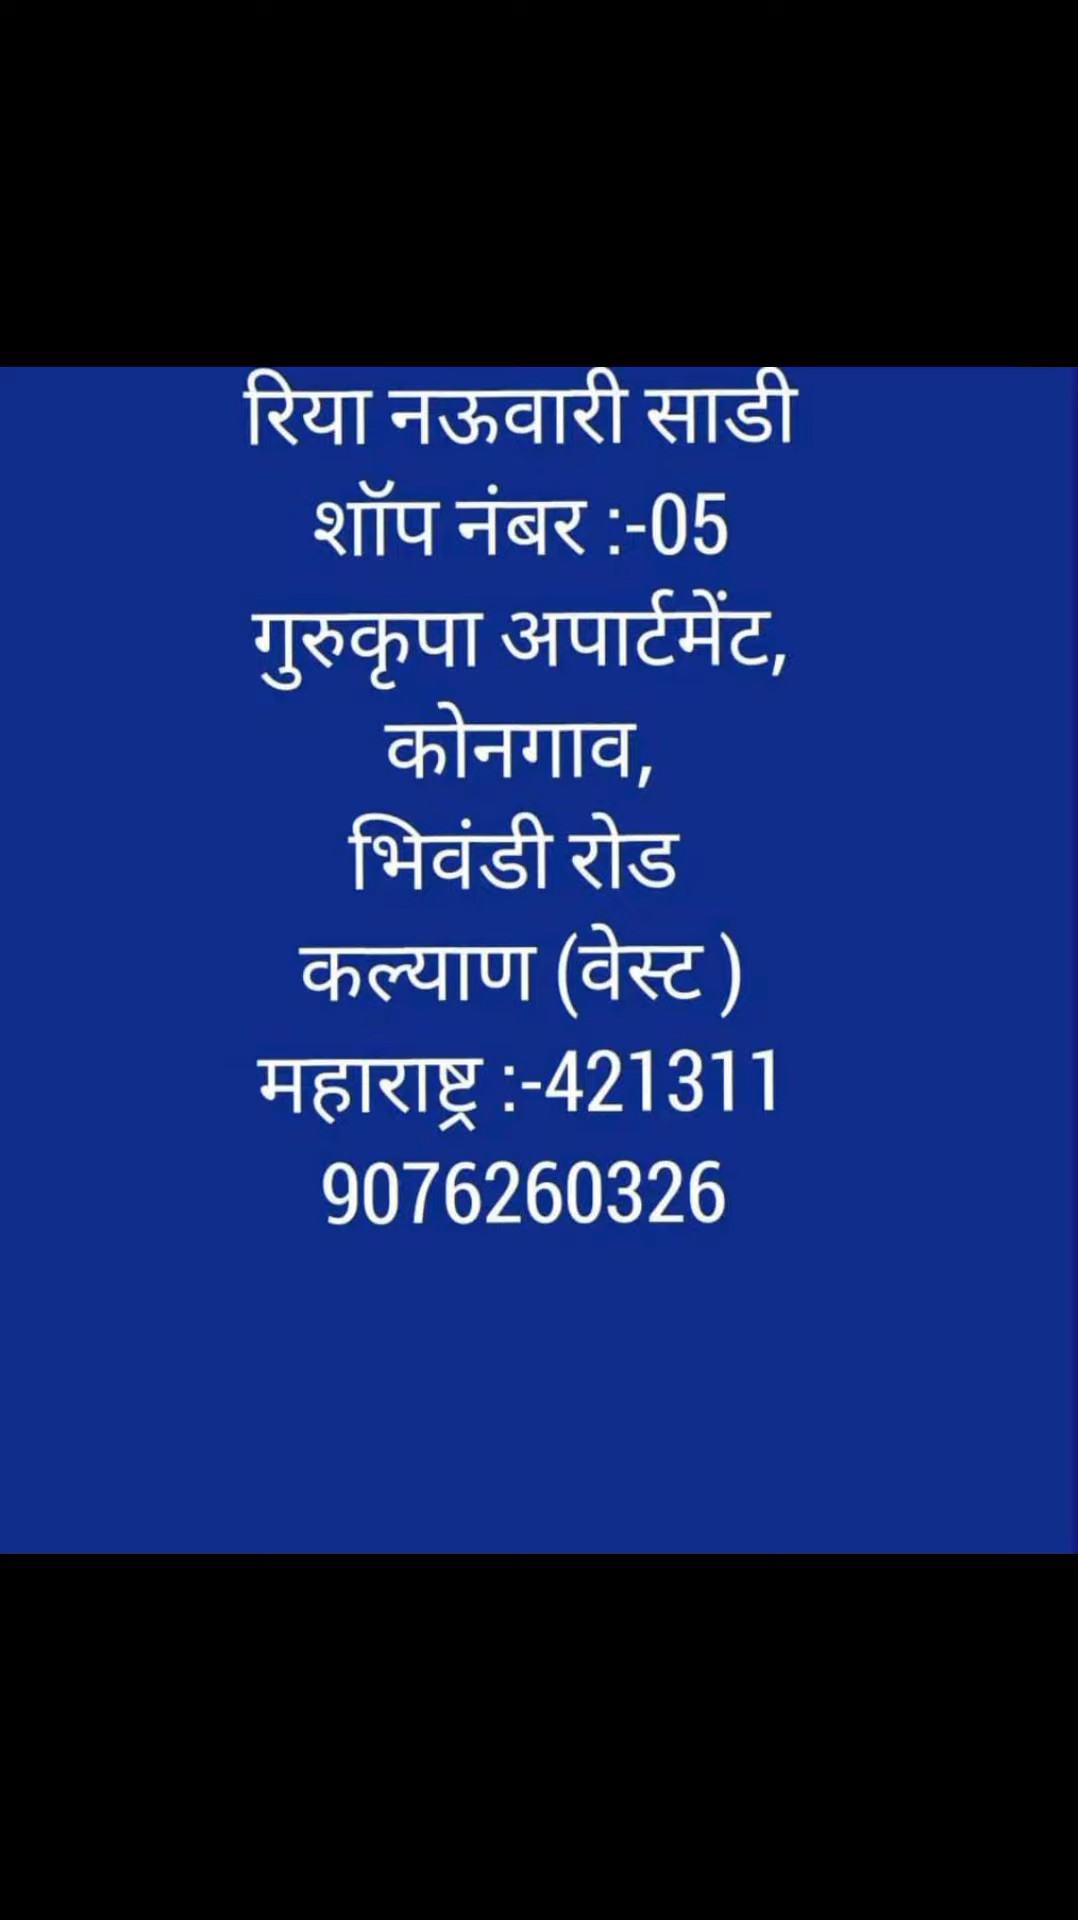 रिया नऊवारी साडी
शॉप नंबर :-05
गुरुकृपा अपार्टमेंट,
कोनगाव,
भिवंडी रोड
कल्याण (वेस्ट )
महाराष्ट्र :-421311
9076260326